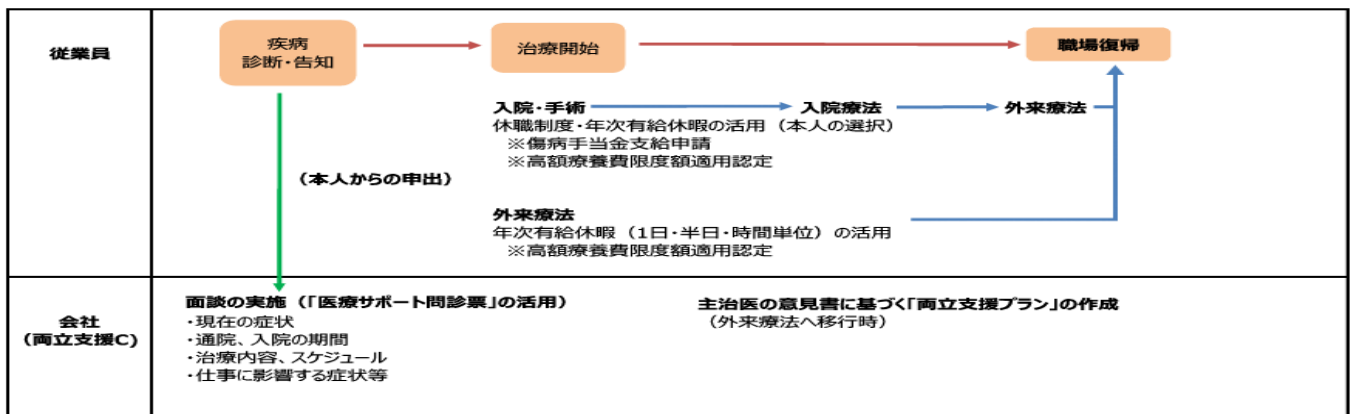 従業員
疾病
診断・告知
治療開始
職場復帰
入院・手術
入院療法
外来療法
休職制度・年次有給休暇の活用（本人の選択）
※傷病手当金支給申請
※高額療養費限度額適用認定
（本人からの申出）
外来療法
年次有給休暇（1日・半日・時間単位）の活用
※高額療養費限度額適用認定
会社
(両立支援C)
面談の実施（「医療サポート問診票」の活用）
・現在の症状
・通院、入院の期間
・治療内容、スケジュール
・仕事に影響する症状等
主治医の意見書に基づく「両立支援プラン」の作成
（外来療法へ移行時）